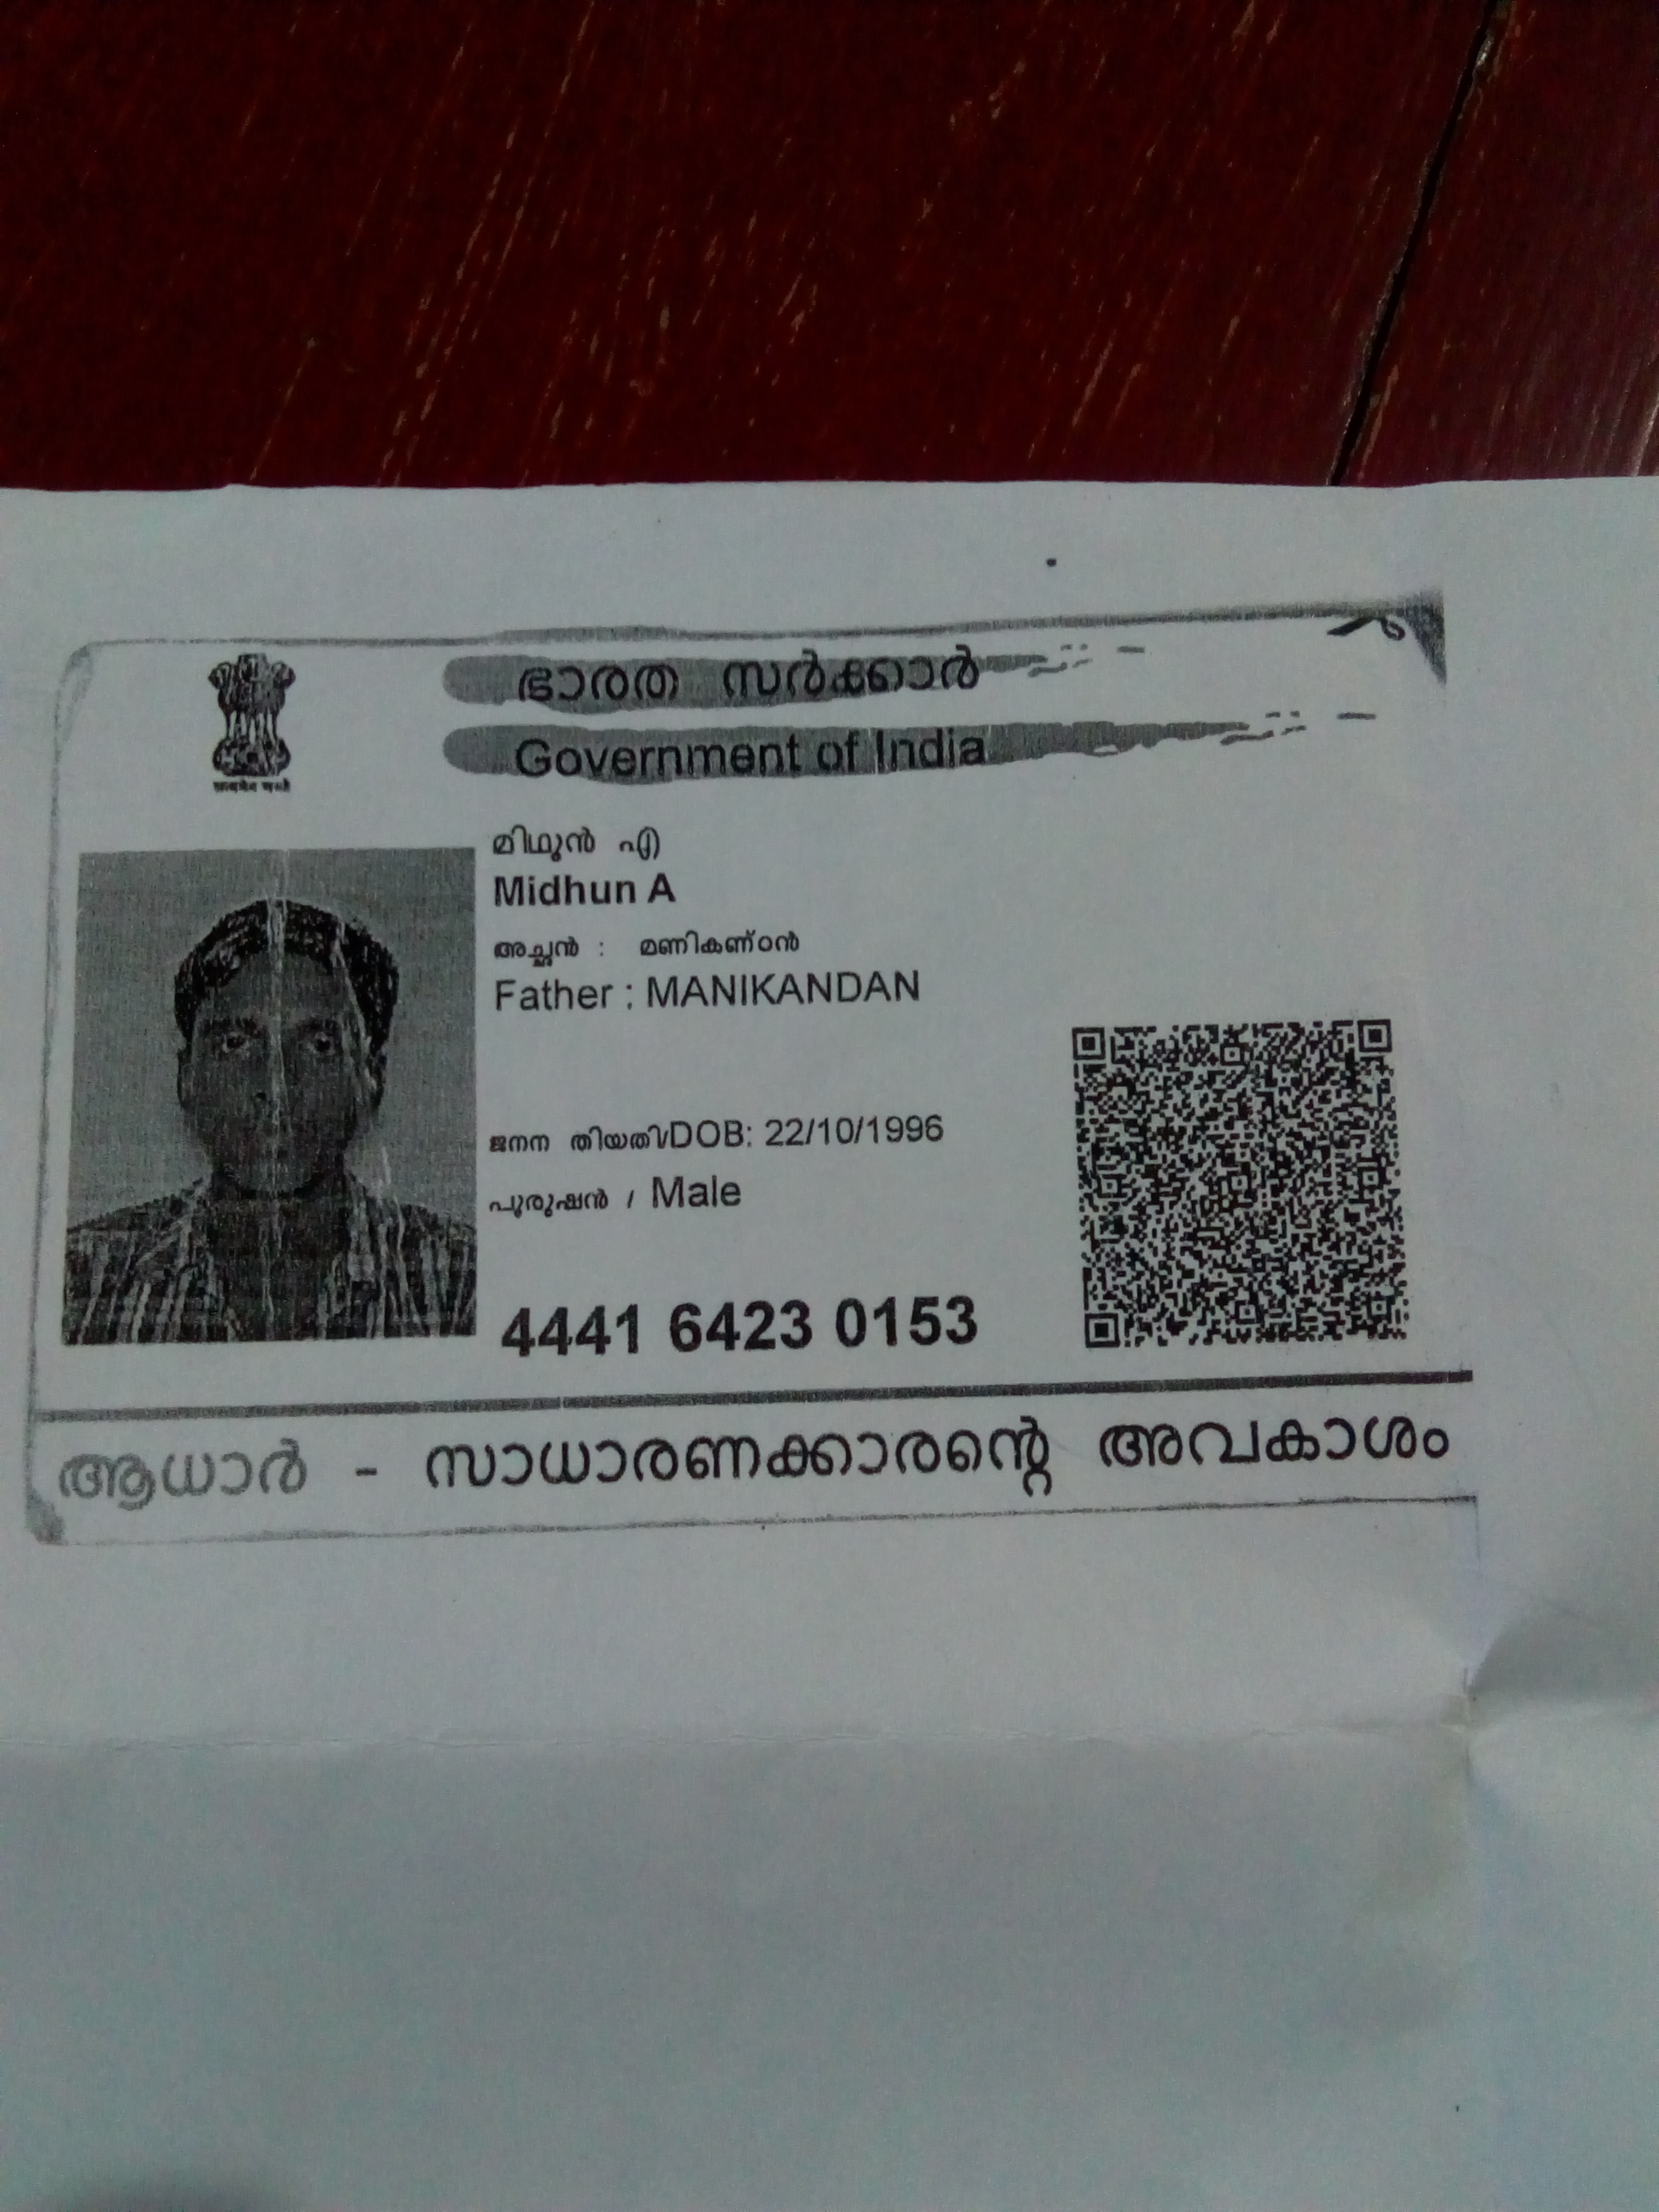 ഭാരത സർക്കാർ
Government of India
മിഥുൻ എ
Midhun A
അച്ഛൻ : മണികണ്ഠൻ
Father : MANIKANDAN
ജനന തിയതി/DOB: 22/10/1996
പുരുഷൻ / Male
4441 6423 0153
ആധാർ - സാധാരണക്കാരന്റെ അവകാശം